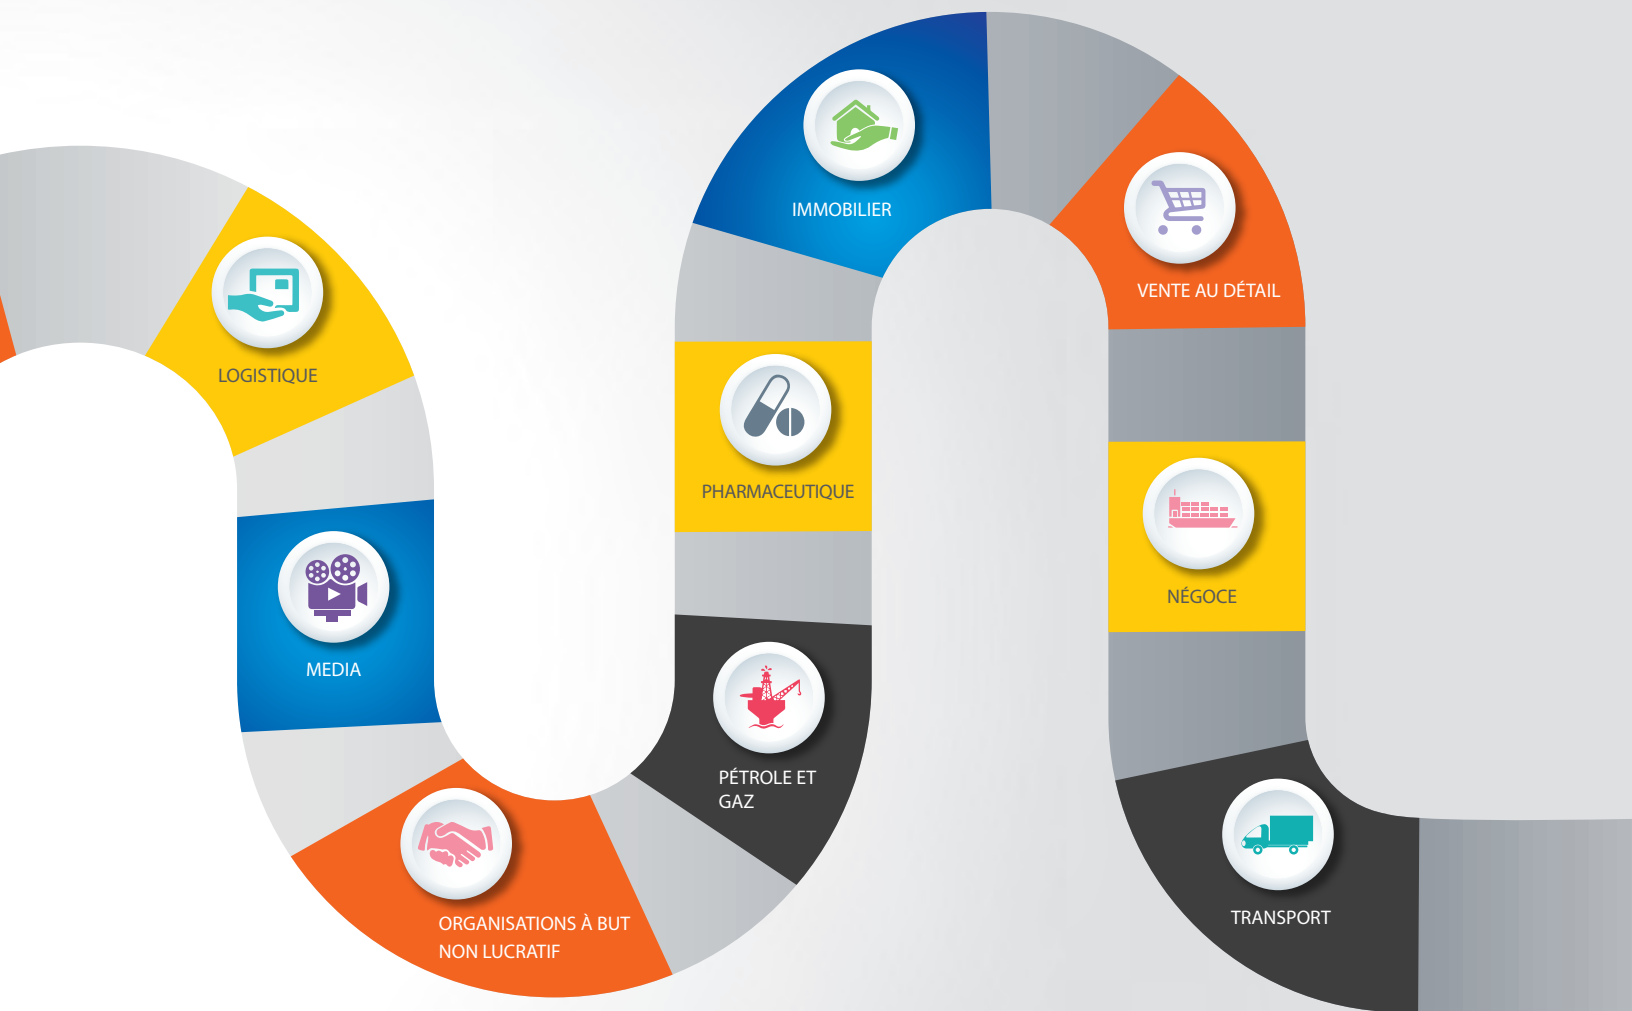 LOGISTIQUE
MEDIA
ORGANISATIONS À BUT
NON LUCRATIF
PÉTROLE ET
GAZ
PHARMACEUTIQUE
IMMOBILIER
VENTE AU DÉTAIL
NÉGOCE
TRANSPORT